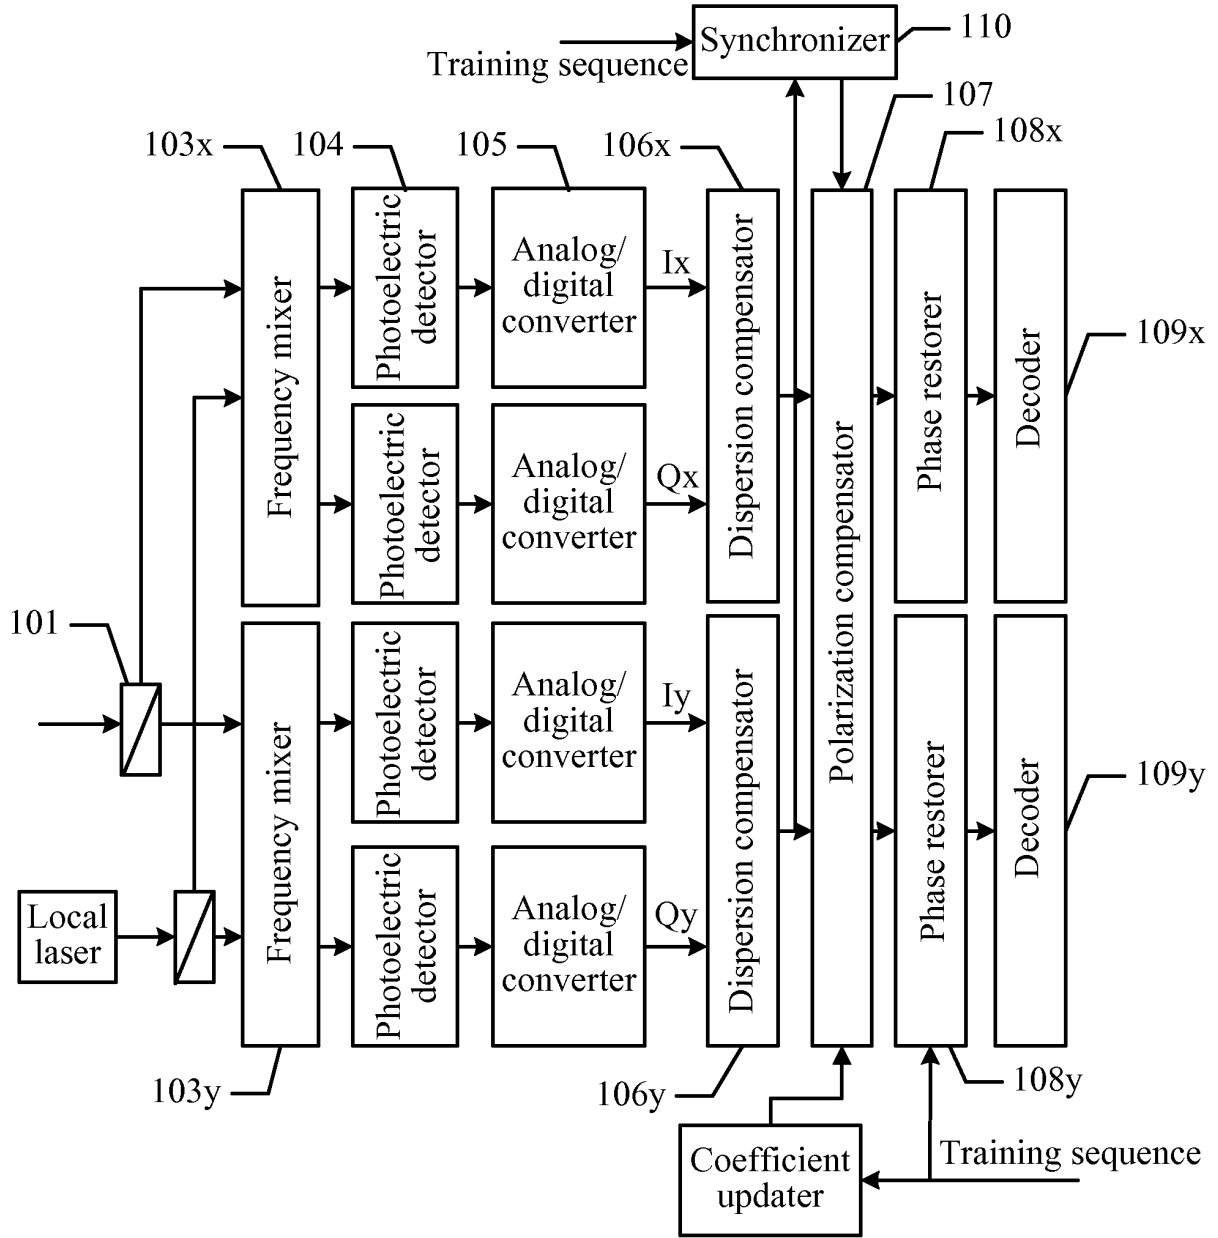 110
Synchronizer
Training sequence
107
103x
104
105
106x
108x
Frequency mixer
Photoelectric
detector
Analog/
digital
converter
Ix
Dispersion compensator
Polarization compensator
Phase restorer
Decoder
109x
Photoelectric
detector
Analog/
digital
converter
Qx
101
Frequency mixer
Photoelectric
detector
Analog/
digital
converter
Iy
Dispersion compensator
Phase restorer
Decoder
109y
Local
laser
Photoelectric
detector
Analog/
digital
converter
Qy
103y
106y
108y
Coefficient
updater
Training sequence